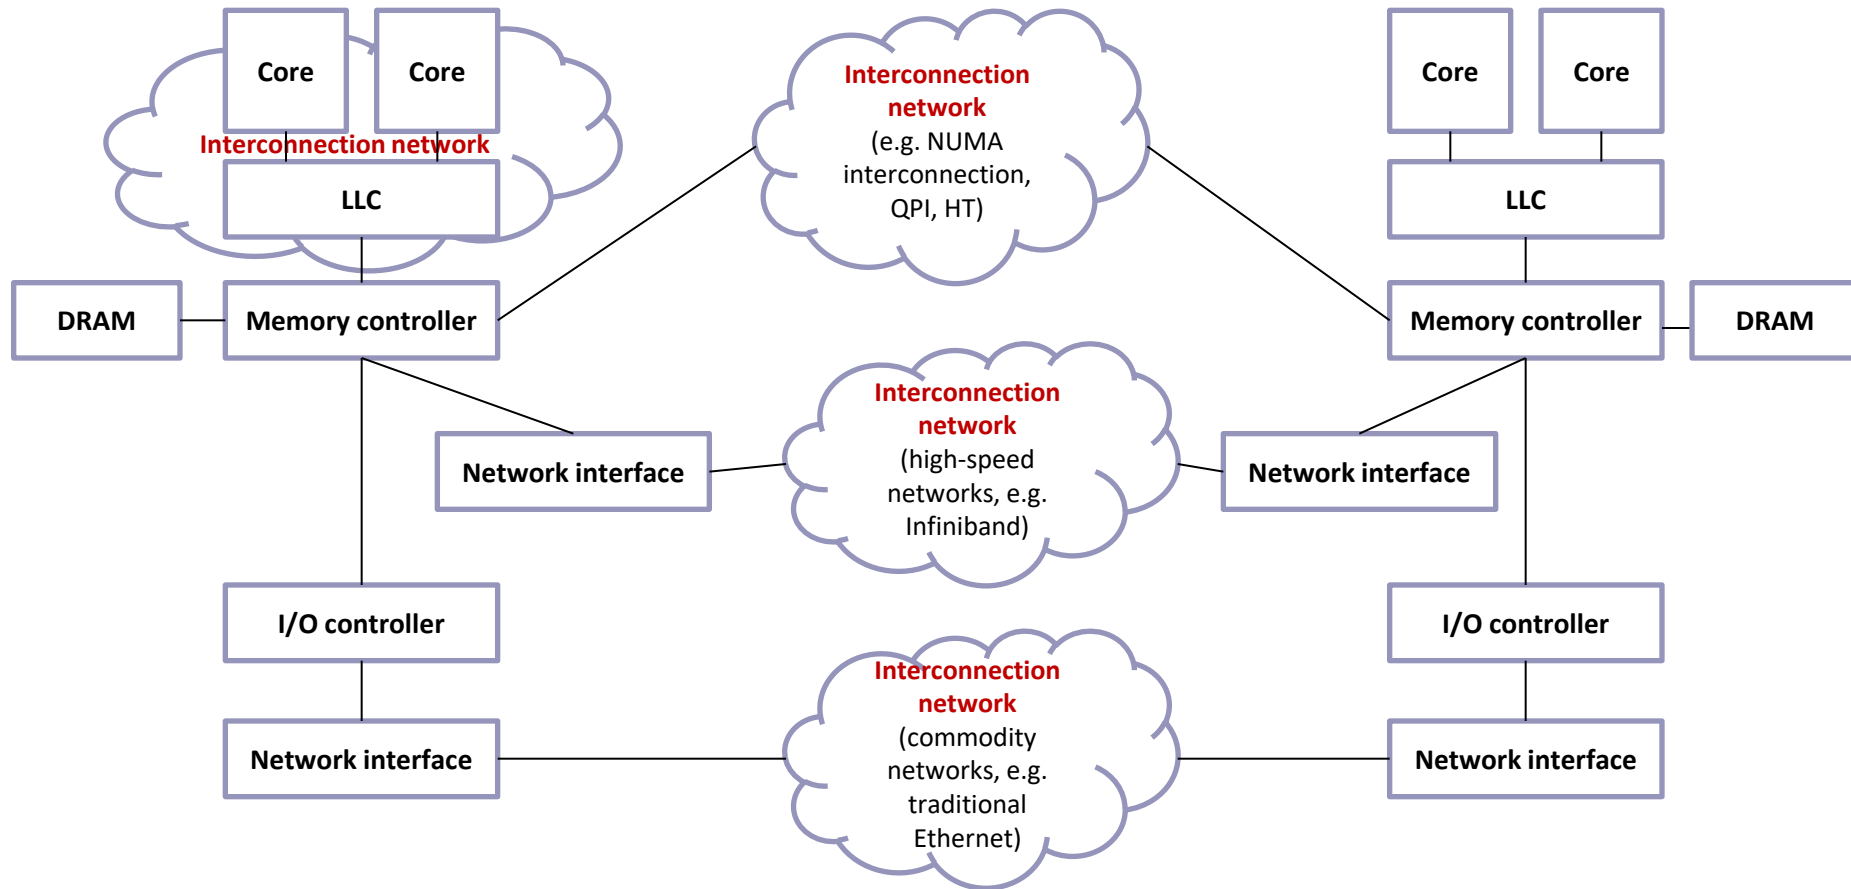 Core
Core
Interconnection network
LLC
DRAM
Memory controller
Interconnection
network
(e.g. NUMA
interconnection,
QPI, HT)
Core
Core
LLC
Memory controller
DRAM
Network interface
Interconnection
network
(high-speed
networks, e.g.
Infiniband)
Network interface
I/O controller
I/O controller
Network interface
Interconnection
network
(commodity
networks, e.g.
traditional
Ethernet)
Network interface